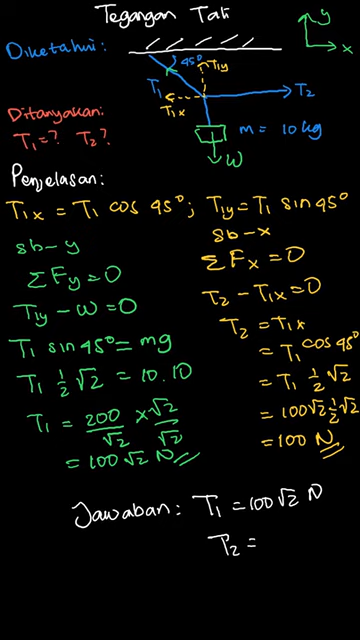 Tegangan Tali
Diketahui:
45°
T₁y
y
x
T₁
T₂
T₁x
m = 10 kg
w
Ditanyakan:
T₁=? T₂?
Penjelasan:
T₁x = T₁ cos 45° ; T₁y = T₁ sin 45°
sb-y
ΣFy = 0
T₁y - w = 0
T₁ sin 45° = mg
T₁ ½√2 = 10.10
T₁ = 200/√2 × √2/√2
= 100√2 N
sb-x
ΣFx = 0
T₂ - T₁x = 0
T₂ = T₁x
= T₁ cos 45°
= T₁ ½√2
= 100√2 ½√2
= 100 N
Jawaban: T₁ = 100√2 N
T₂ =